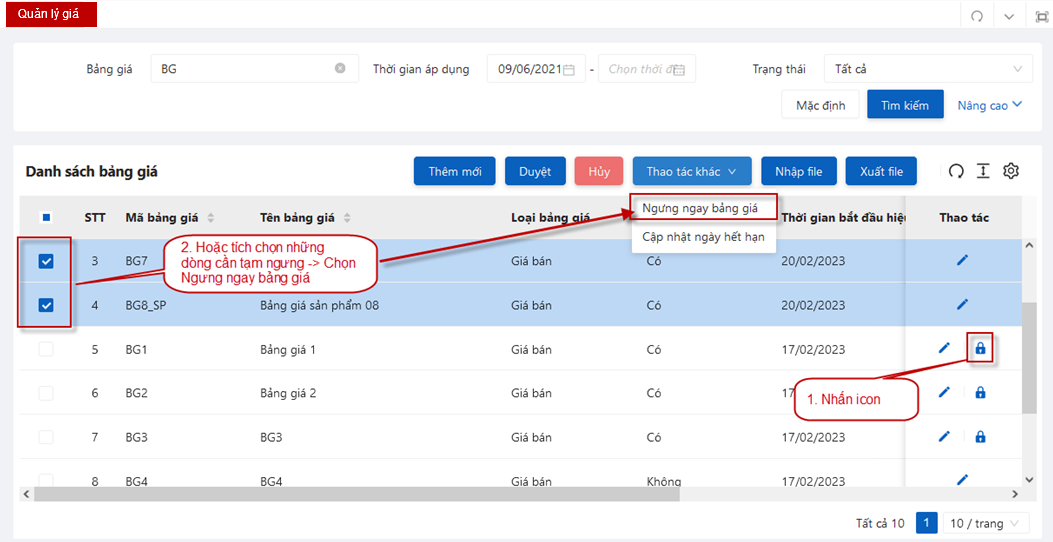 Quản lý giá
Bảng giá
BG
Thời gian áp dụng
09/06/2021
-
Chọn thời đi
Trạng thái
Tất cả
Mặc định
Tìm kiếm
Nâng cao
Danh sách bảng giá
Thêm mới
Duyệt
Hủy
Thao tác khác
Nhập file
Xuất file
Ngưng ngay bảng giá
Cập nhật ngày hết hạn
STT
Mã bảng giá
Tên bảng giá
Loại bảng giá
Thời gian bắt đầu hiệu
Thao tác
3 BG7 Giá bán Có 20/02/2023
4 BG8_SP Bảng giá sản phẩm 08 Giá bán Có 20/02/2023
5 BG1 Bảng giá 1 Giá bán Có 17/02/2023
6 BG2 Bảng giá 2 Giá bán Có 17
7 BG3 BG3 Giá bán Có 17/02/2023
8 BG4 BG4 Giá bán Không 17/02/2023
2. Hoặc tích chọn những
dòng cần tạm ngưng -> Chọn
Ngưng ngay bảng giá
1. Nhấn icon
Tất cả 10
1
10 / trang